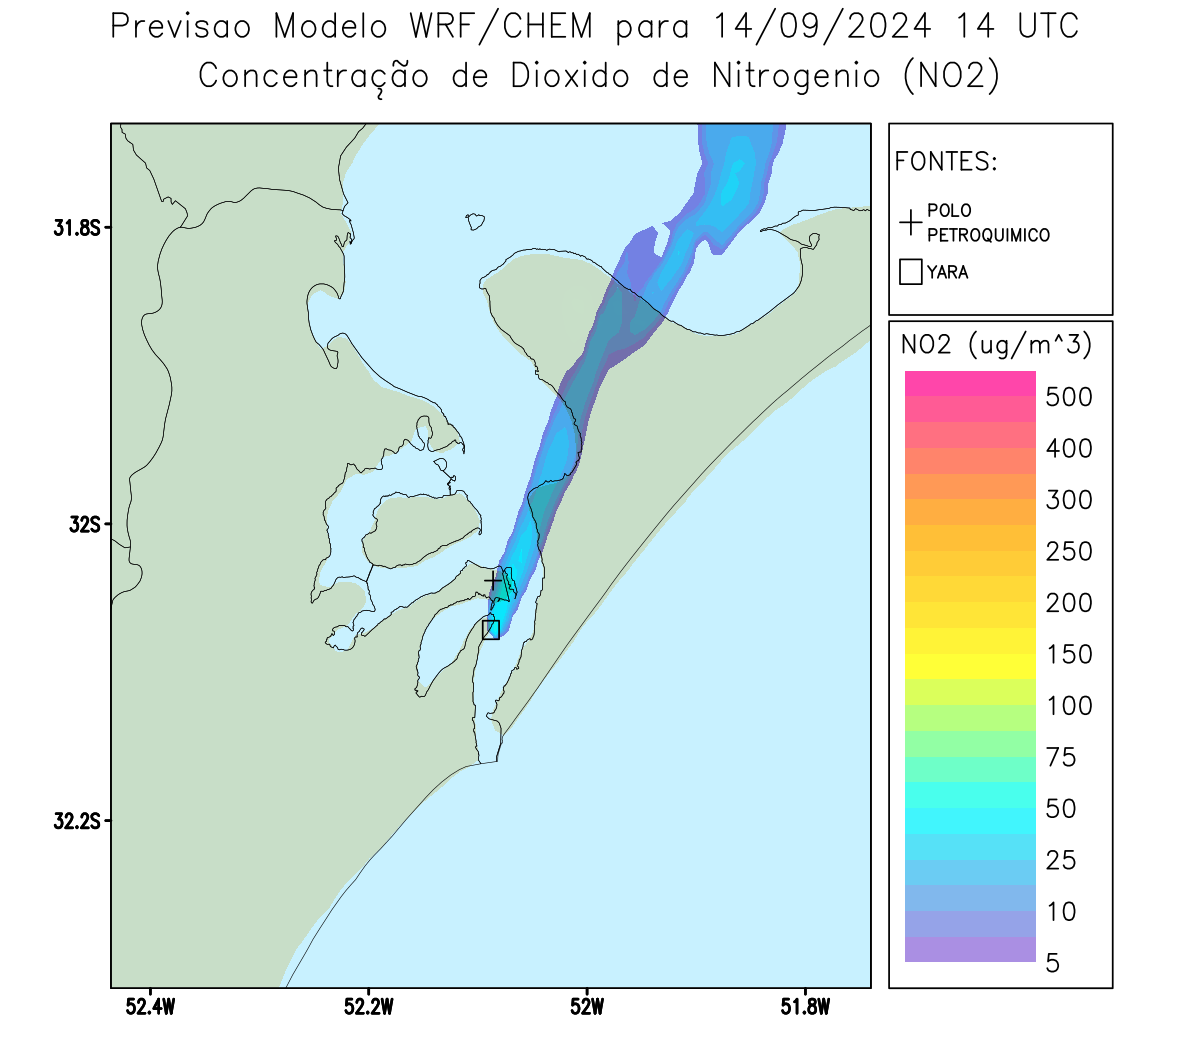 Previsao Modelo WRF/CHEM para 14/09/2024 14 UTC
Concentração de Dioxido de Nitrogenio (NO2)
FONTES:
POLO
PETROQUIMICO
YARA
NO2 (ug/m^3)
500
400
300
250
200
150
100
75
50
25
10
5
31.8S
32S
32.2S
52.4W
52.2W
52W
51.8W